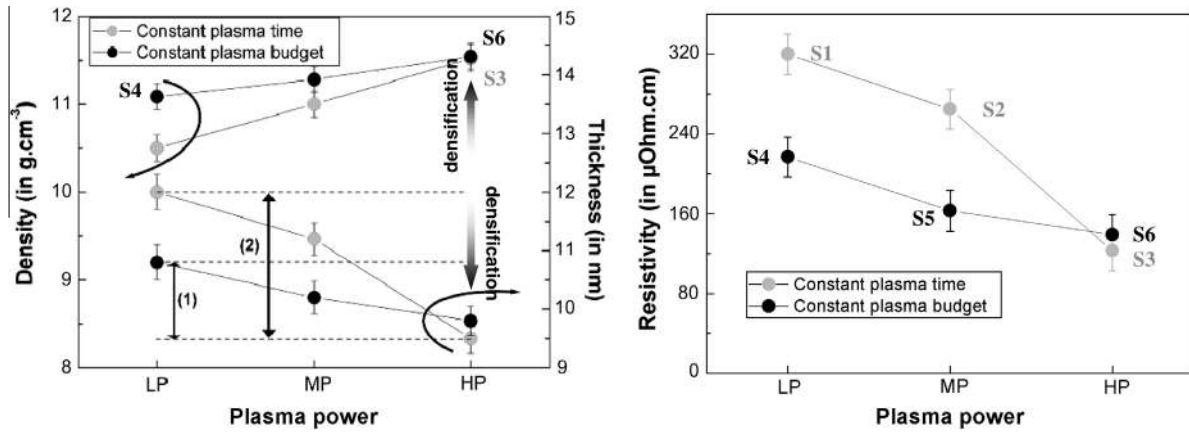 12
11
10
9
8
Density (in g.cm⁻³)
Constant plasma time
Constant plasma budget
S4
S6
S3
densification
densification
(1)
(2)
15
14
13
12
11
10
9
Thickness (in nm)
LP
MP
HP
Plasma power
320
240
160
80
0
Resistivity (in µOhm.cm)
S1
S2
S4
S5
S6
S3
Constant plasma time
Constant plasma budget
LP
MP
HP
Plasma power